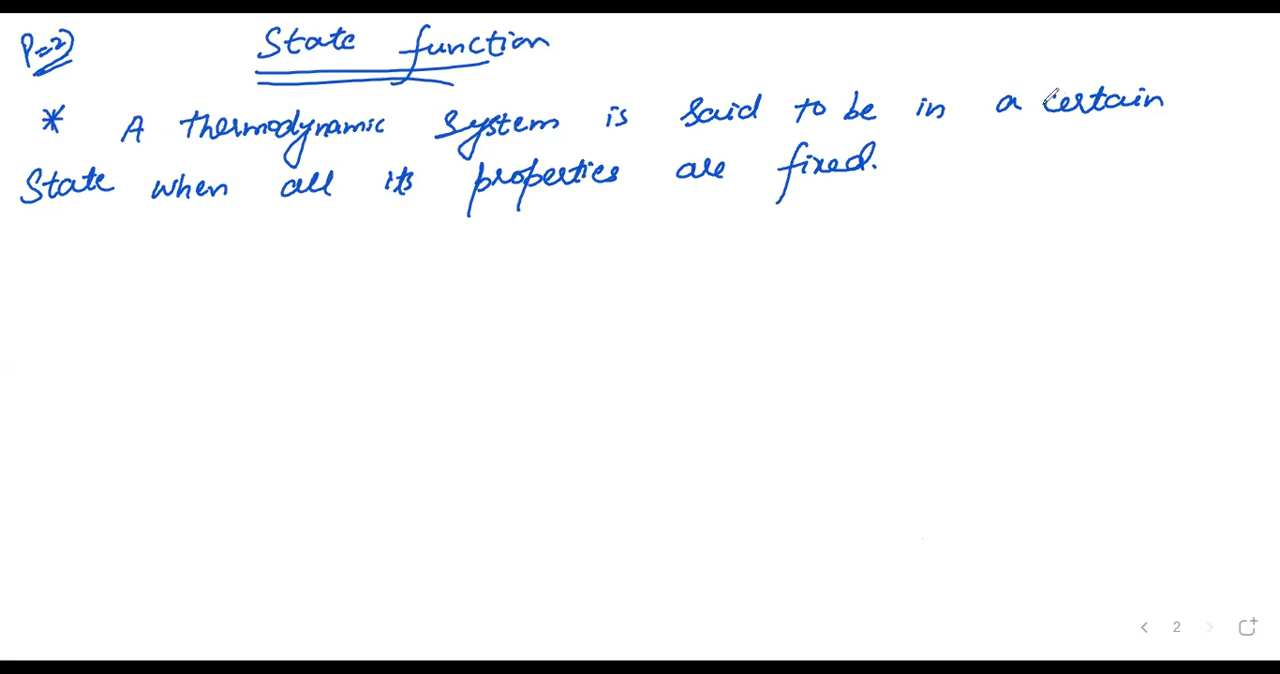 P=2)
State function
* A thermodynamic system is said to be in a certain
State when all its properties are fixed.
2